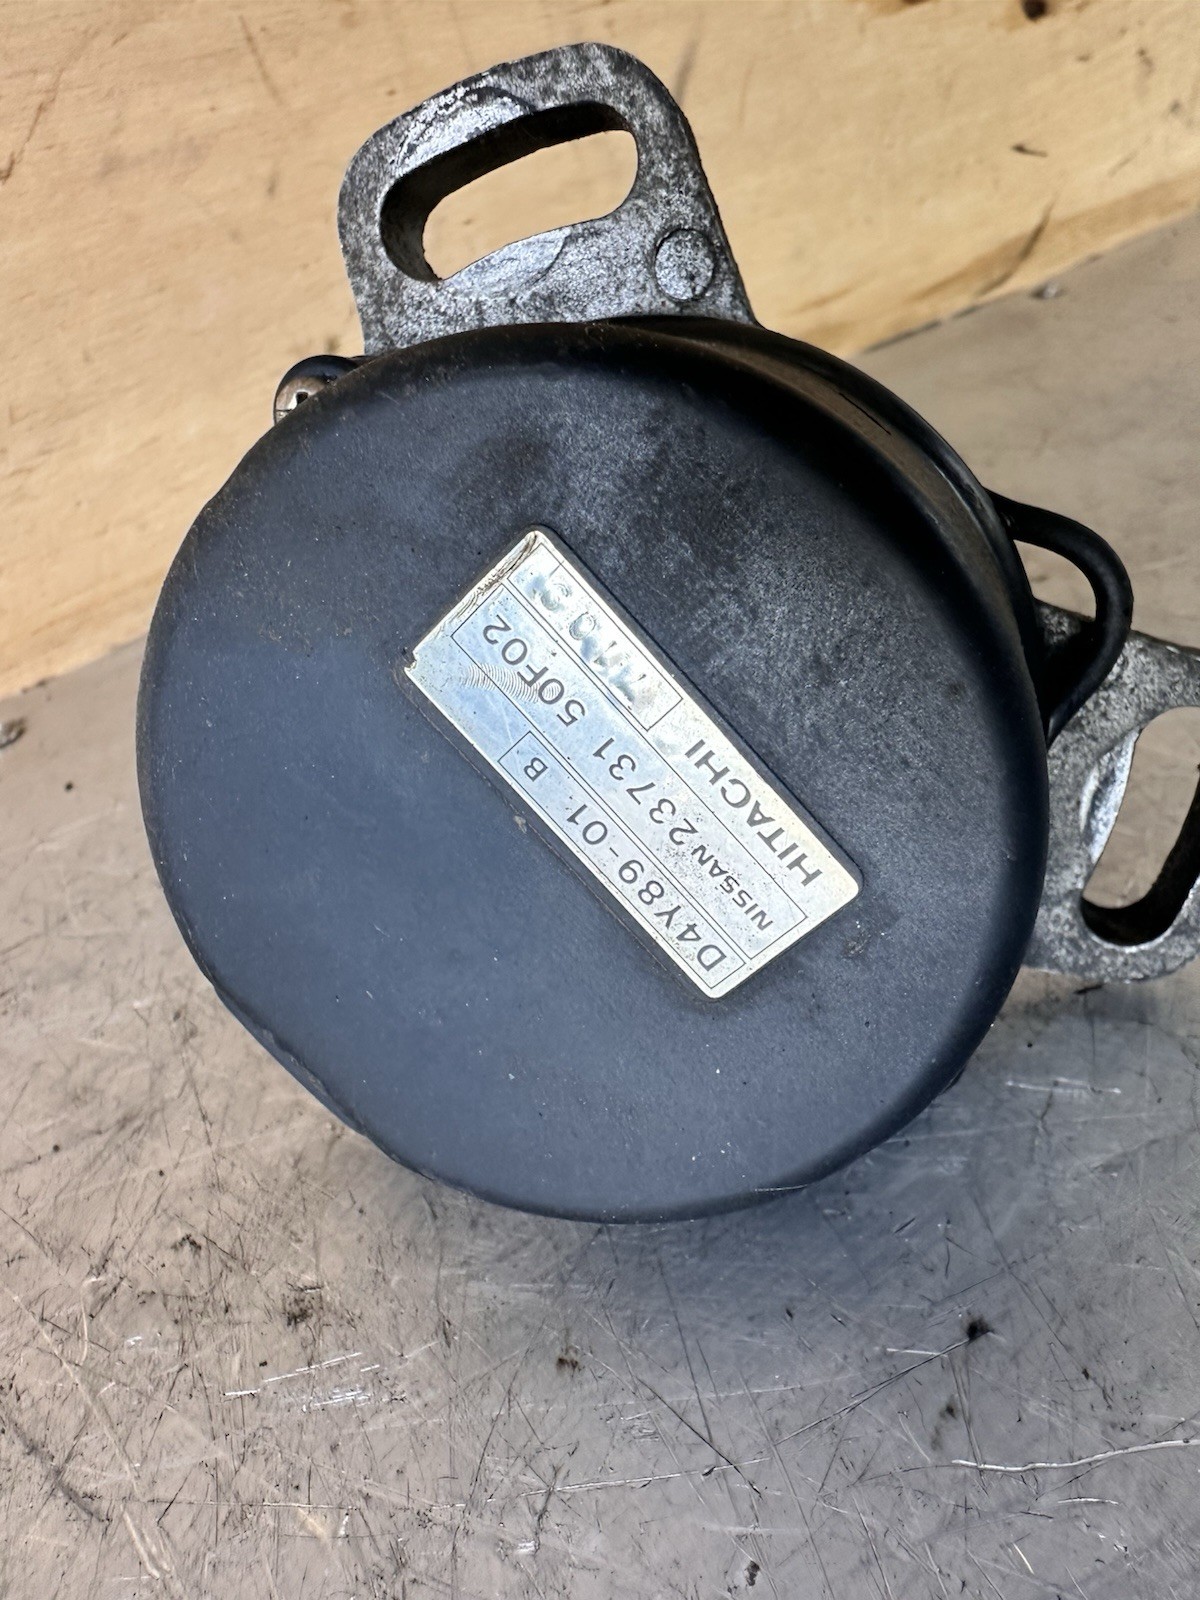 HITACHI
NISSAN 23731 50F02
D4Y89-01 B